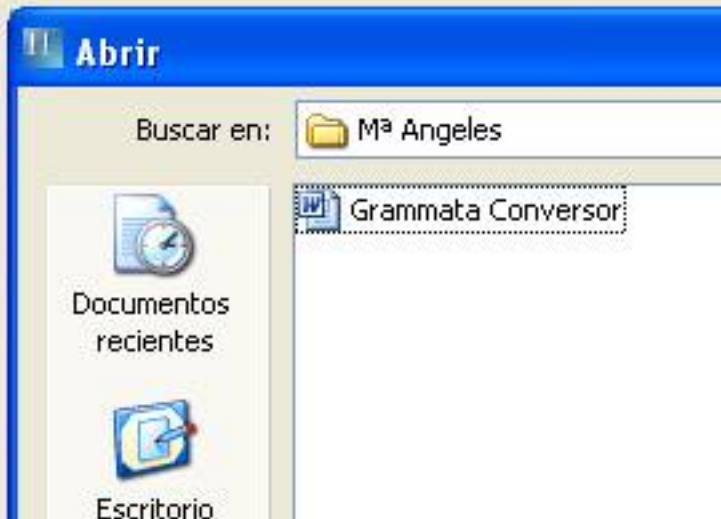 Abrir
Buscar en: Mª Angeles
Grammata Conversor
Documentos
recientes
Escritorio